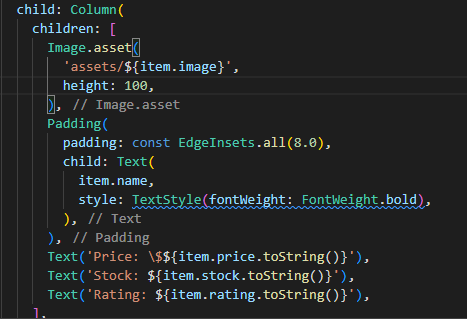 child: Column(
children: [
Image.asset(
'assets/${item.image}',
height: 100,
), // Image.asset
Padding(
padding: const EdgeInsets.all(8.0),
child: Text(
item.name,
style: TextStyle(fontWeight: FontWeight.bold),
), // Text
), // Padding
Text('Price: \$${item.price.toString()}'),
Text('Stock: ${item.stock.toString()}'),
Text('Rating: ${item.rating.toString()}'),
],